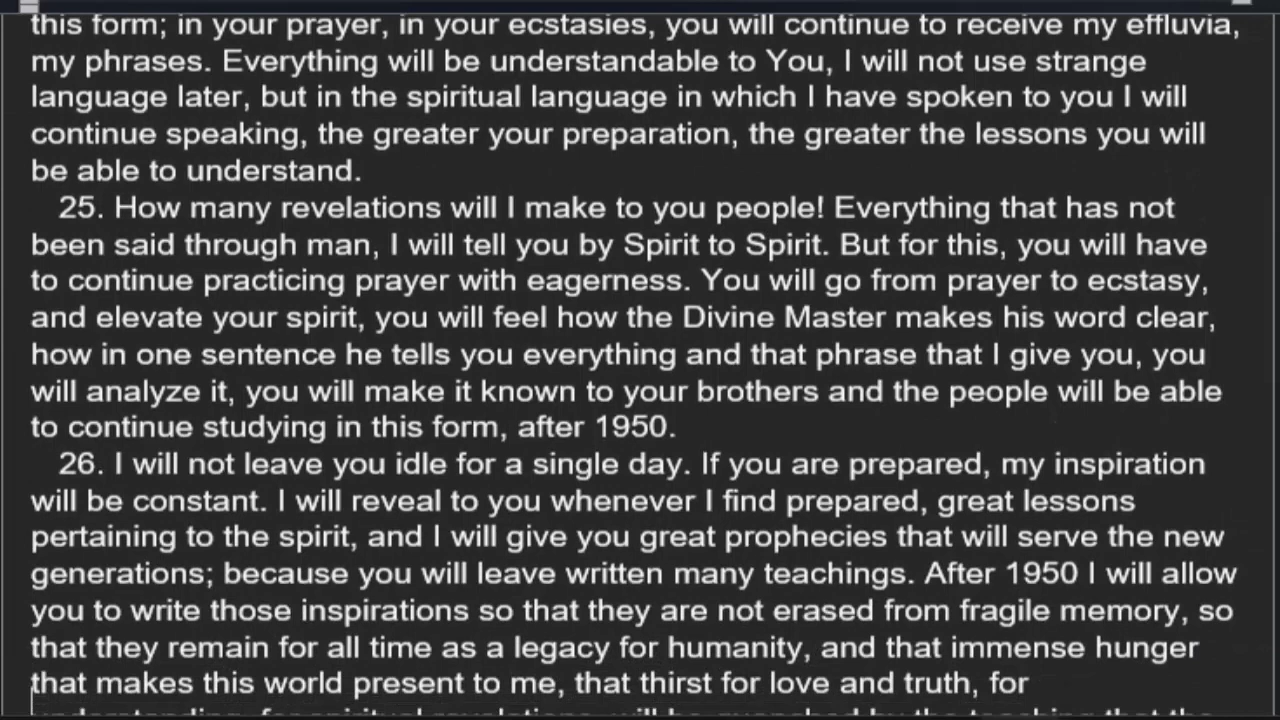 this form; in your prayer, in your ecstasies, you will continue to receive my effluvia,
my phrases. Everything will be understandable to You, I will not use strange
language later, but in the spiritual language in which I have spoken to you I will
continue speaking, the greater your preparation, the greater the lessons you will
be able to understand.
25. How many revelations will I make to you people! Everything that has not
been said through man, I will tell you by Spirit to Spirit. But for this, you will have
to continue practicing prayer with eagerness. You will go from prayer to ecstasy,
and elevate your spirit, you will feel how the Divine Master makes his word clear,
how in one sentence he tells you everything and that phrase that I give you, you
will analyze it, you will make it known to your brothers and the people will be able
to continue studying in this form, after 1950.
26. I will not leave you idle for a single day. If you are prepared, my inspiration
will be constant. I will reveal to you whenever I find prepared, great lessons
pertaining to the spirit, and I will give you great prophecies that will serve the new
generations; because you will leave written many teachings. After 1950 I will allow
you to write those inspirations so that they are not erased from fragile memory, so
that they remain for all time as a legacy for humanity, and that immense hunger
that makes this world present to me, that thirst for love and truth, for